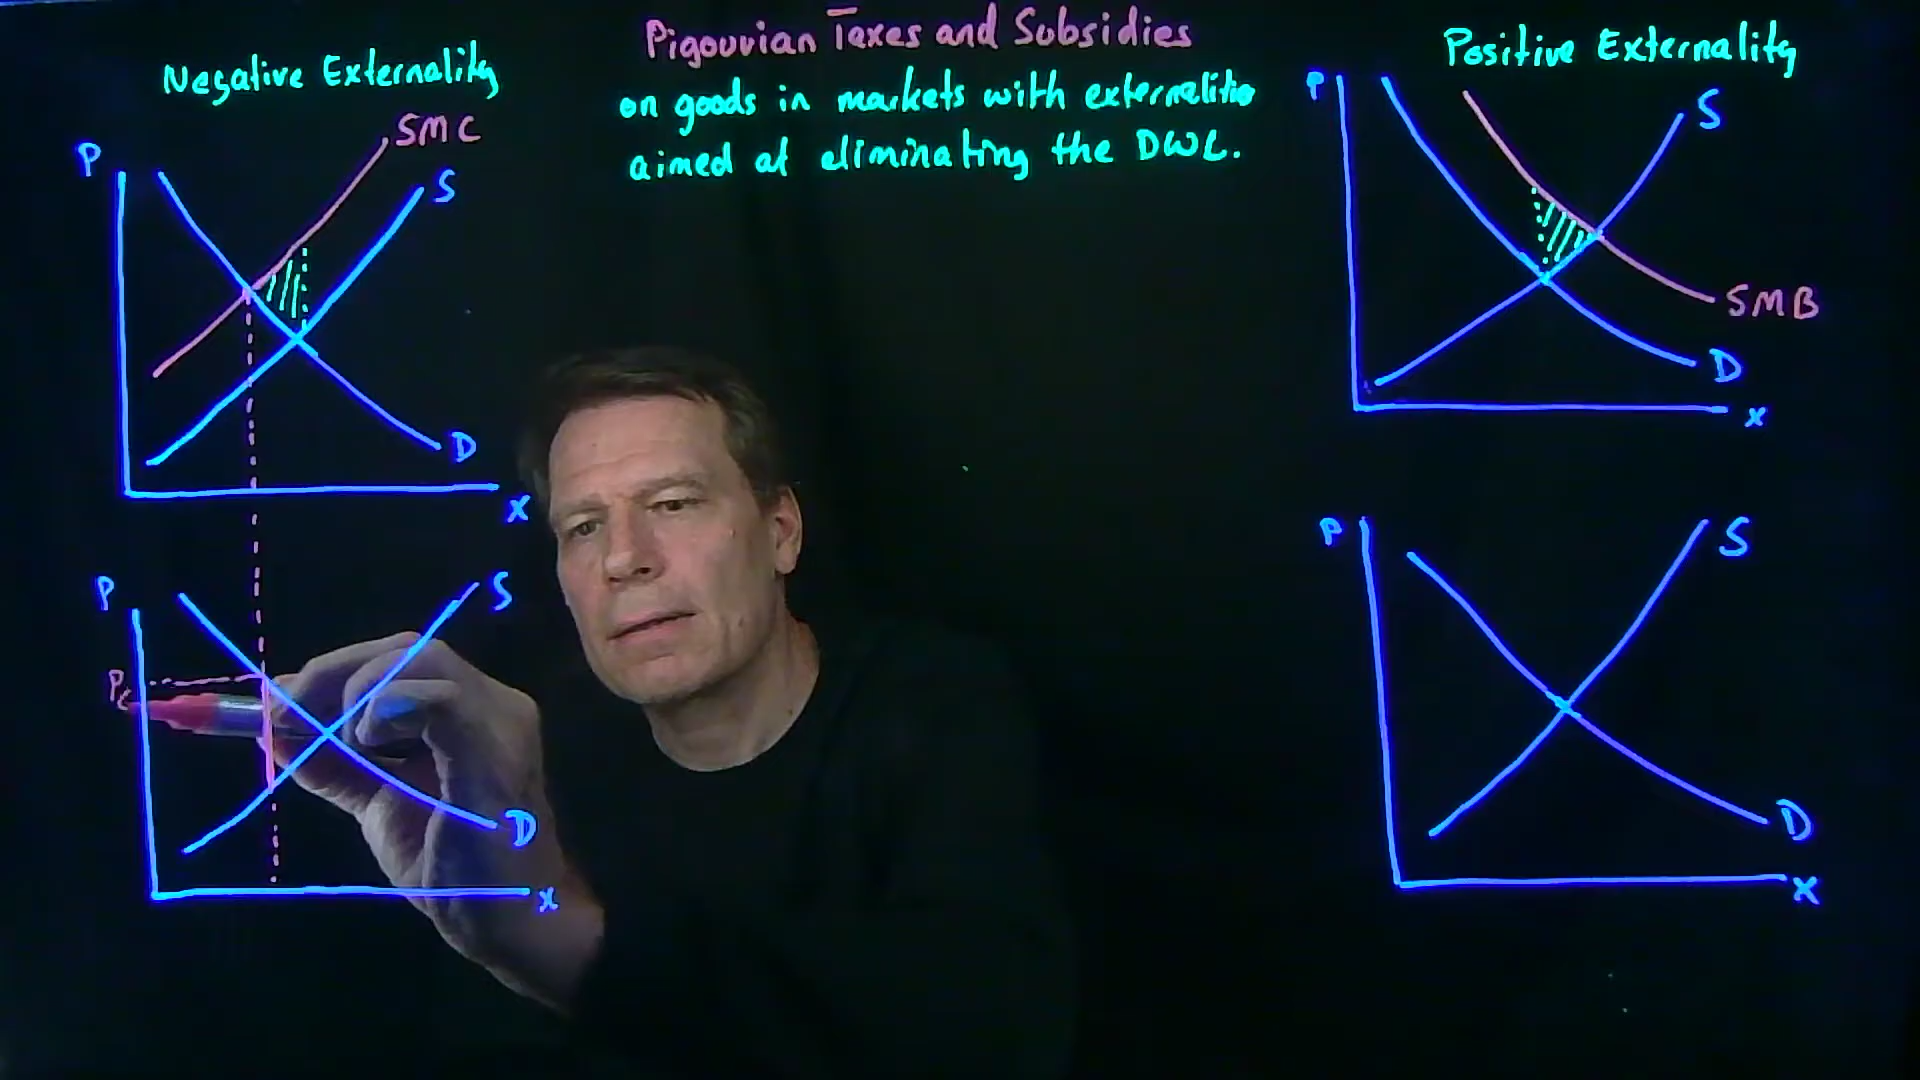 Pigouvian Taxes and Subsidies
on goods in markets with externalities
aimed at eliminating the DWL.
Negative Externality
SMC
P
S
D
X
P
S
D
X
Positive Externality
P
S
SMB
D
X
P
S
D
X